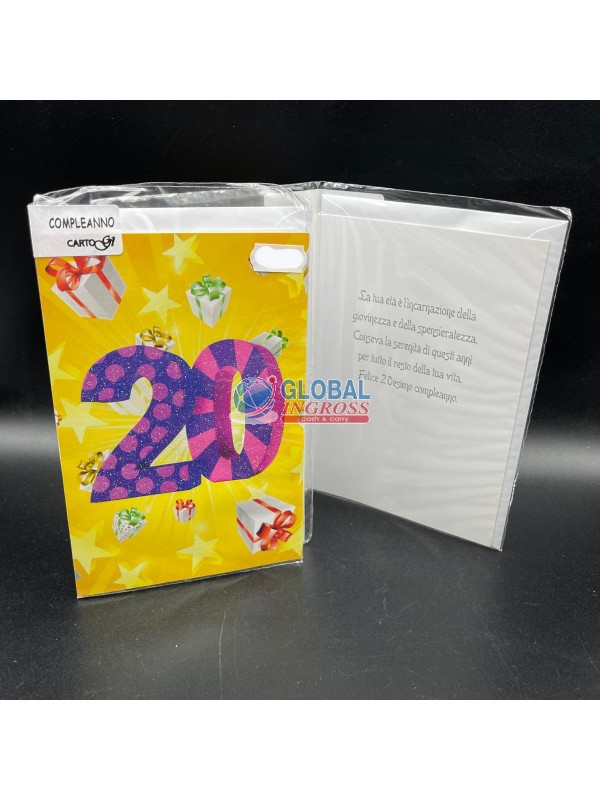 COMPLEANNO
CARTOGI
20
GLOBAL
INGROSS
cash & carry
La tua età è l'incarnazione della
giovinezza e della spensieratezza.
Conserva la serenità di questi anni
per tutto il resto della tua vita.
Felice 20esimo compleanno.